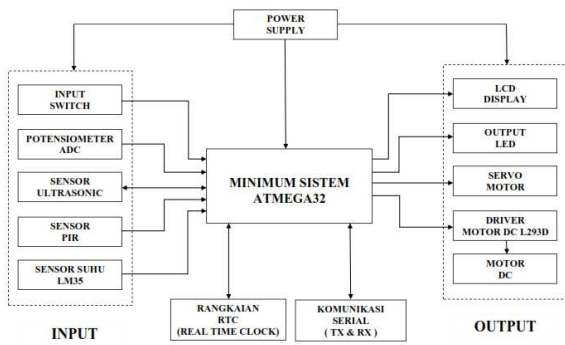 POWER
SUPPLY
INPUT
SWITCH
POTENSIOMETER
ADC
SENSOR
ULTRASONIC
SENSOR
PIR
SENSOR SUHU
LM35
INPUT
MINIMUM SISTEM
ATMEGA32
RANGKAIAN
RTC
(REAL TIME CLOCK)
KOMUNIKASI
SERIAL
( TX & RX )
LCD
DISPLAY
OUTPUT
LED
SERVO
MOTOR
DRIVER
MOTOR DC L293D
MOTOR
DC
OUTPUT